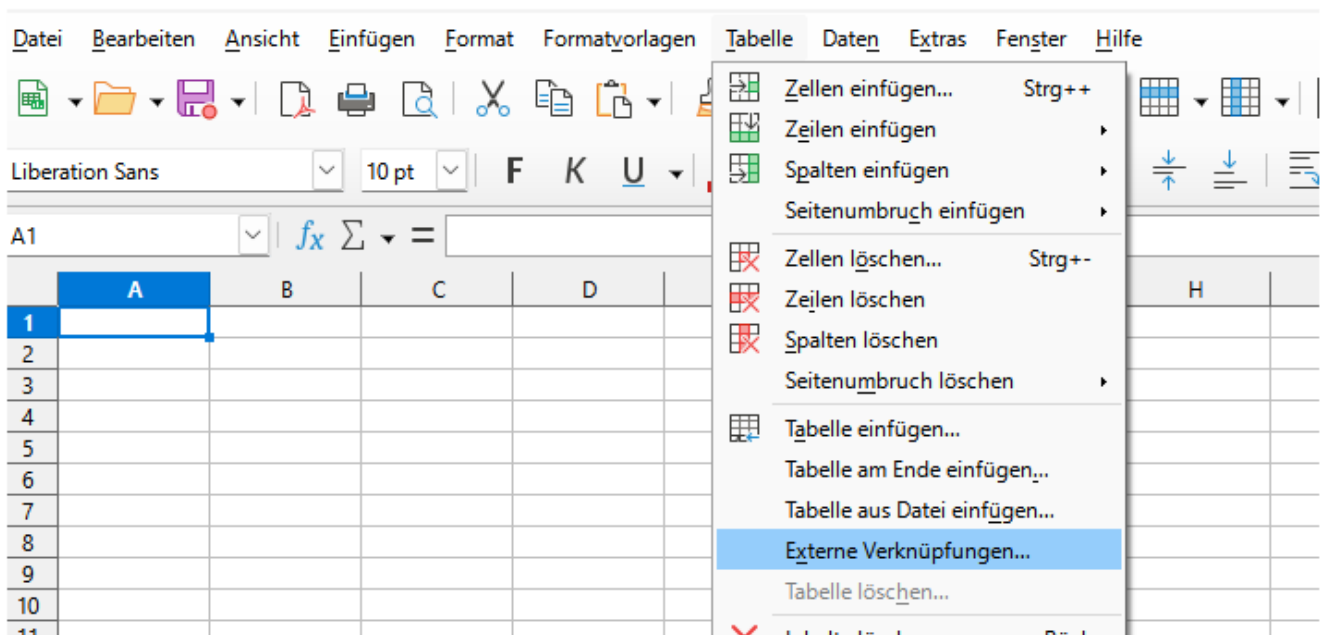 Datei Bearbeiten Ansicht Einfügen Format Formatvorlagen Tabelle Daten Extras Fenster Hilfe
Liberation Sans 10 pt F K U
A1 fx Σ =
A B C D H
1
2
3
4
5
6
7
8
9
10
Zellen einfügen... Strg++
Zeilen einfügen
Spalten einfügen
Seitenumbruch einfügen
Zellen löschen... Strg+-
Zeilen löschen
Spalten löschen
Seitenumbruch löschen
Tabelle einfügen...
Tabelle am Ende einfügen...
Tabelle aus Datei einfügen...
Externe Verknüpfungen...
Tabelle löschen...